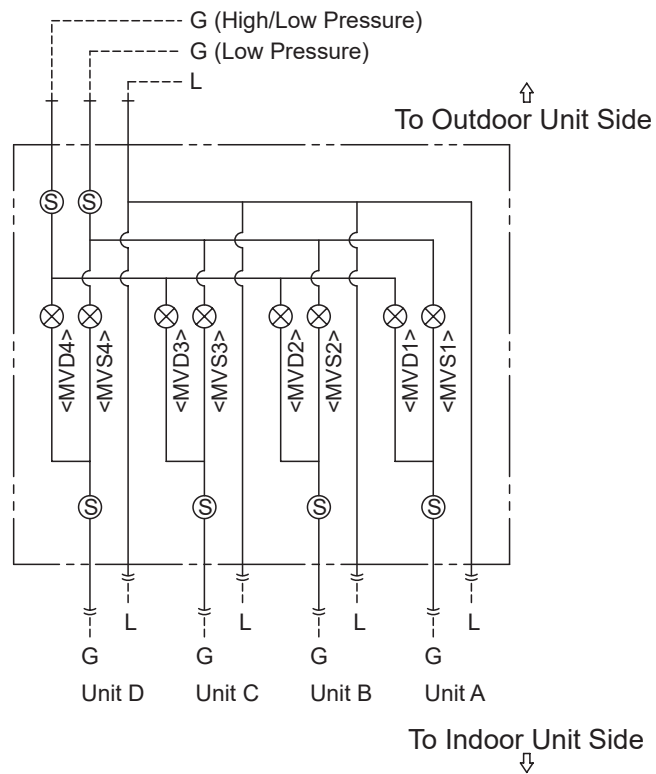 G (High/Low Pressure)
G (Low Pressure)
L
To Outdoor Unit Side
S
S
<MVD4>
<MVS4>
<MVD3>
<MVS3>
<MVD2>
<MVS2>
<MVD1>
<MVS1>
S
S
S
S
L
L
L
L
G
G
G
G
Unit D
Unit C
Unit B
Unit A
To Indoor Unit Side